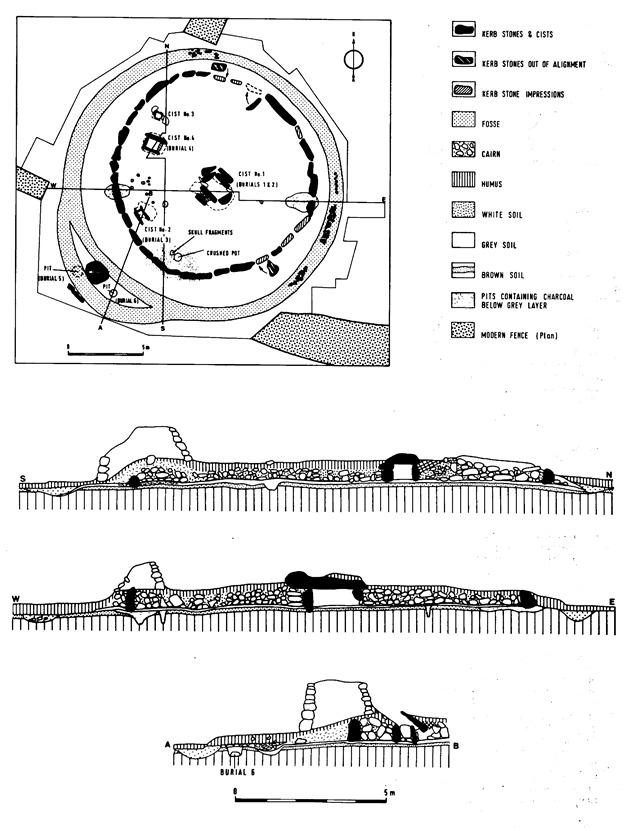 N
N
CIST No.3
CIST No.4
(BURIAL 4)
CIST No.1
(BURIALS 1 & 2)
W
E
B
CIST No.2
(BURIAL 3)
SKULL FRAGMENTS
CRUSHED POT
PIT
(BURIAL 5)
PIT
(BURIAL 6)
A
S
0
5m
KERB STONES & CISTS
KERB STONES OUT OF ALIGNMENT
KERB STONE IMPRESSIONS
FOSSE
CAIRN
HUMUS
WHITE SOIL
GREY SOIL
BROWN SOIL
PITS CONTAINING CHARCOAL
BELOW GREY LAYER
MODERN FENCE (Plan)
S
N
W
E
A
B
BURIAL 6
0
5m